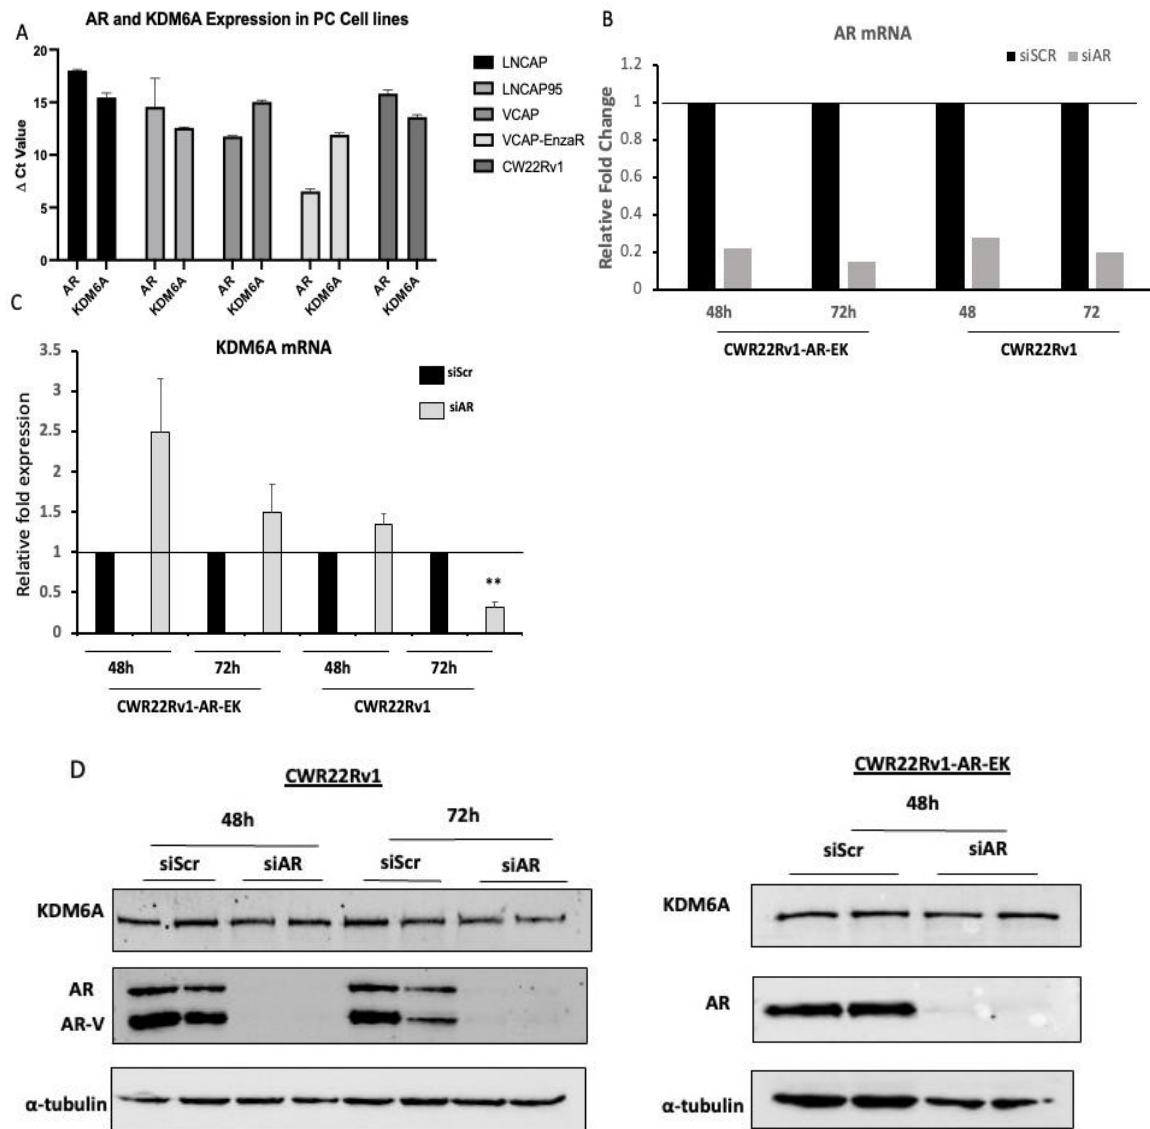 A
AR and KDM6A Expression in PC Cell lines
Δ Ct Value
20
15
10
5
0
AR
KDM6A
AR
KDM6A
AR
KDM6A
AR
KDM6A
AR
KDM6A
LNCAP
LNCAP95
VCAP
VCAP-EnzaR
CW22Rv1
B
AR mRNA
siSCR
siAR
Relative Fold Change
1.2
1
0.8
0.6
0.4
0.2
0
48h
72h
48
72
CWR22Rv1-AR-EK
CWR22Rv1
C
KDM6A mRNA
siScr
siAR
Relative fold expression
3.5
3
2.5
2
1.5
1
0.5
0
**
48h
72h
48h
72h
CWR22Rv1-AR-EK
CWR22Rv1
D
CWR22Rv1
48h
72h
siScr
siAR
siScr
siAR
KDM6A
AR
AR-V
α-tubulin
CWR22Rv1-AR-EK
48h
siScr
siAR
KDM6A
AR
α-tubulin